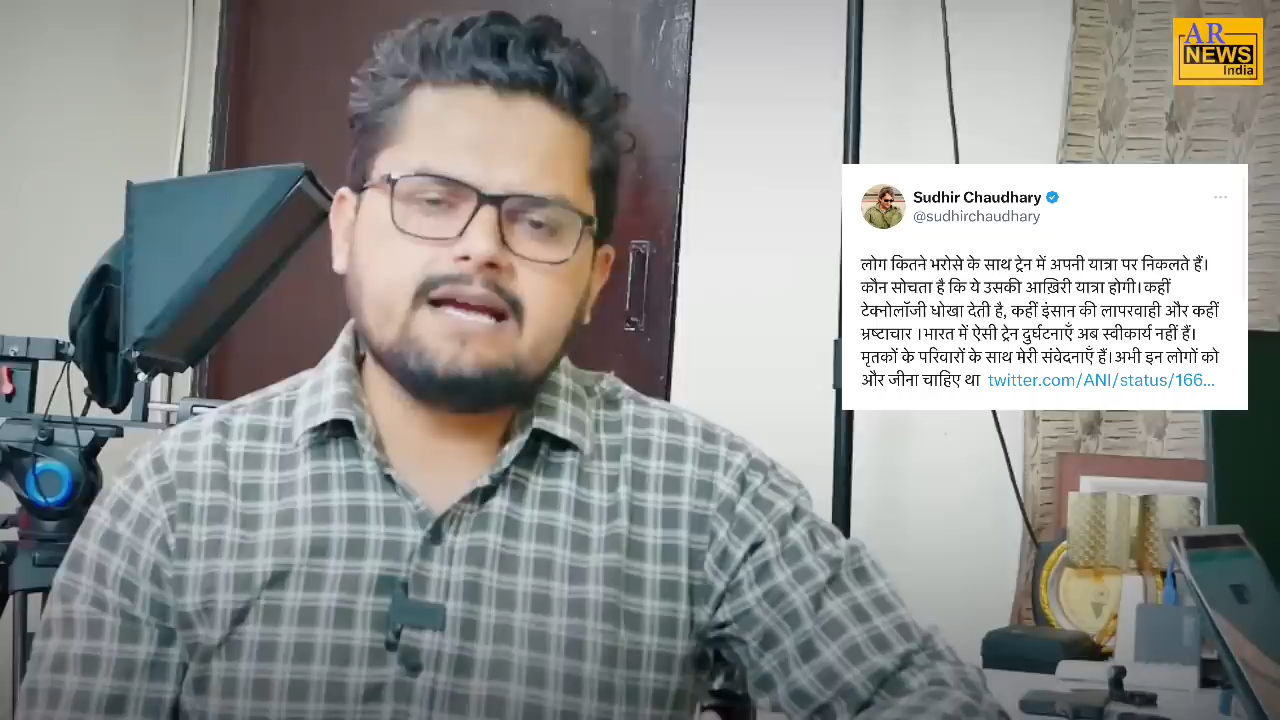 AR
NEWS
India
Sudhir Chaudhary
@sudhirchaudhary
लोग कितने भरोसे के साथ ट्रेन में अपनी यात्रा पर निकलते हैं।
कौन सोचता है कि ये उसकी आख़िरी यात्रा होगी।कहीं
टेक्नोलॉजी धोखा देती है, कहीं इंसान की लापरवाही और कहीं
भ्रष्टाचार ।भारत में ऐसी ट्रेन दुर्घटनाएँ अब स्वीकार्य नहीं हैं।
मृतकों के परिवारों के साथ मेरी संवेदनाएँ हैं।अभी इन लोगों को
और जीना चाहिए था twitter.com/ANI/status/166...